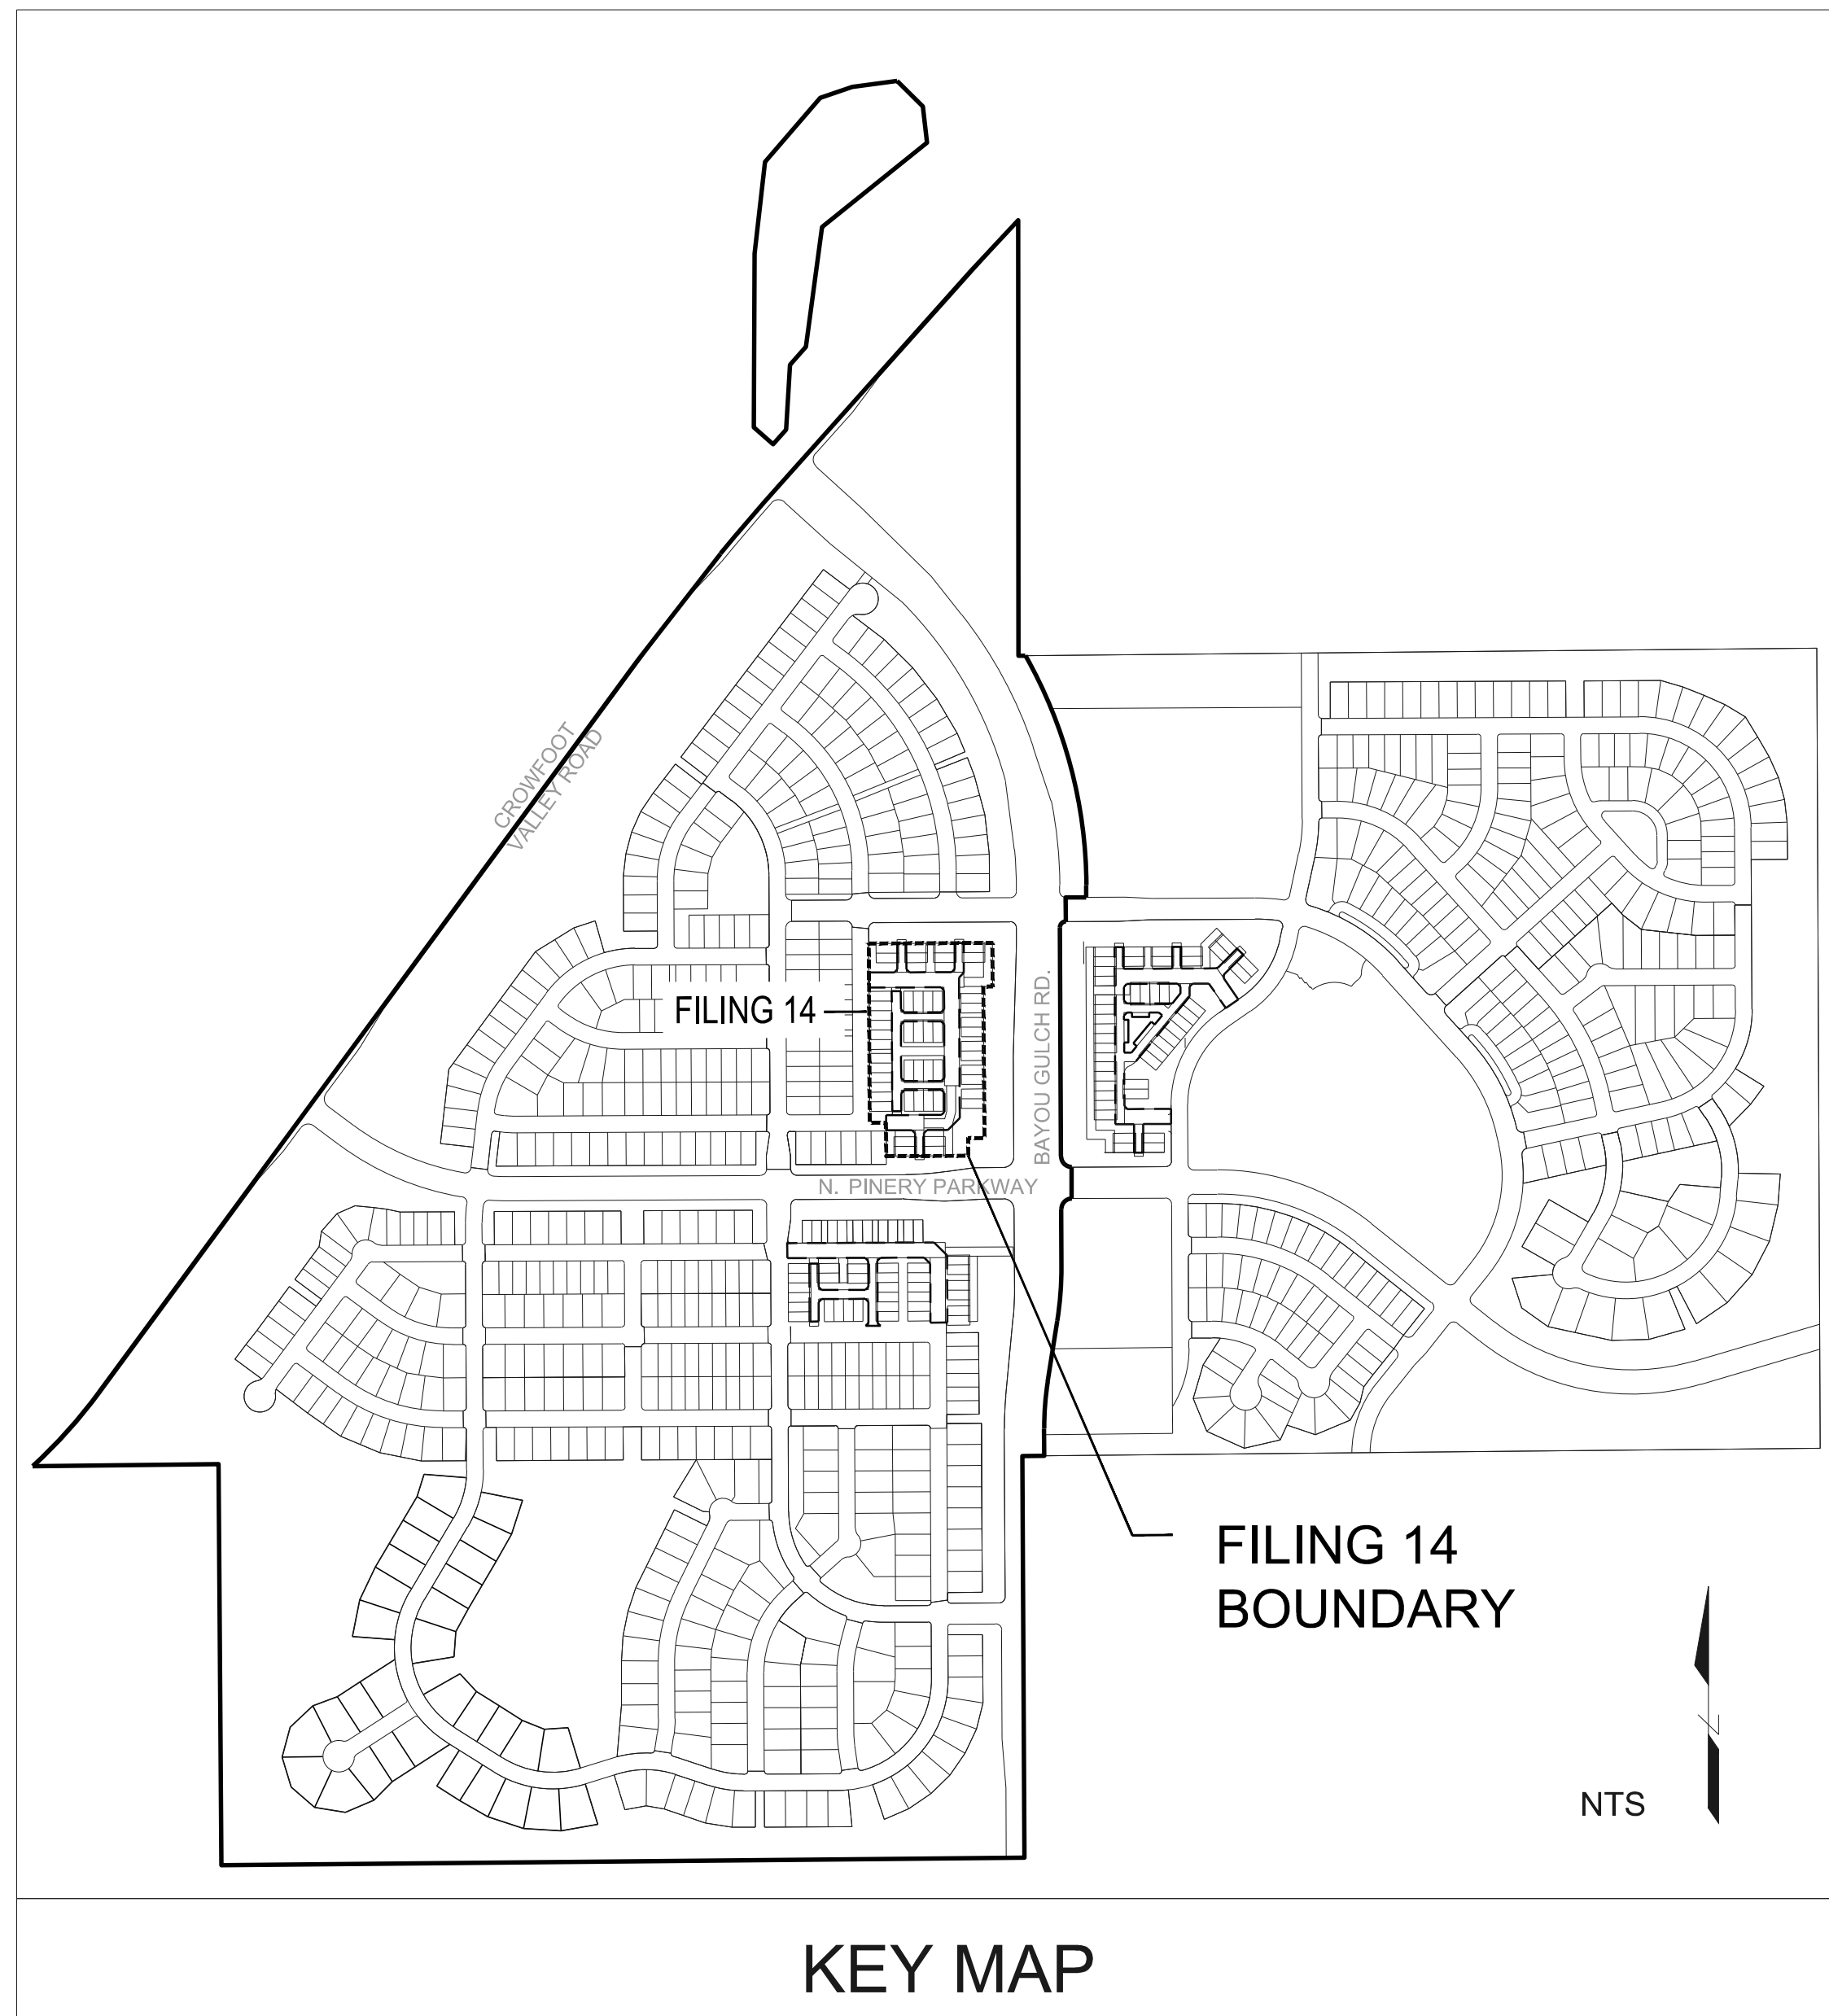 CROWFOOT
VALLEY ROAD
FILING 14
BAYOU GULCH RD.
N. PINERY PARKWAY
FILING 14
BOUNDARY
NTS
KEY MAP